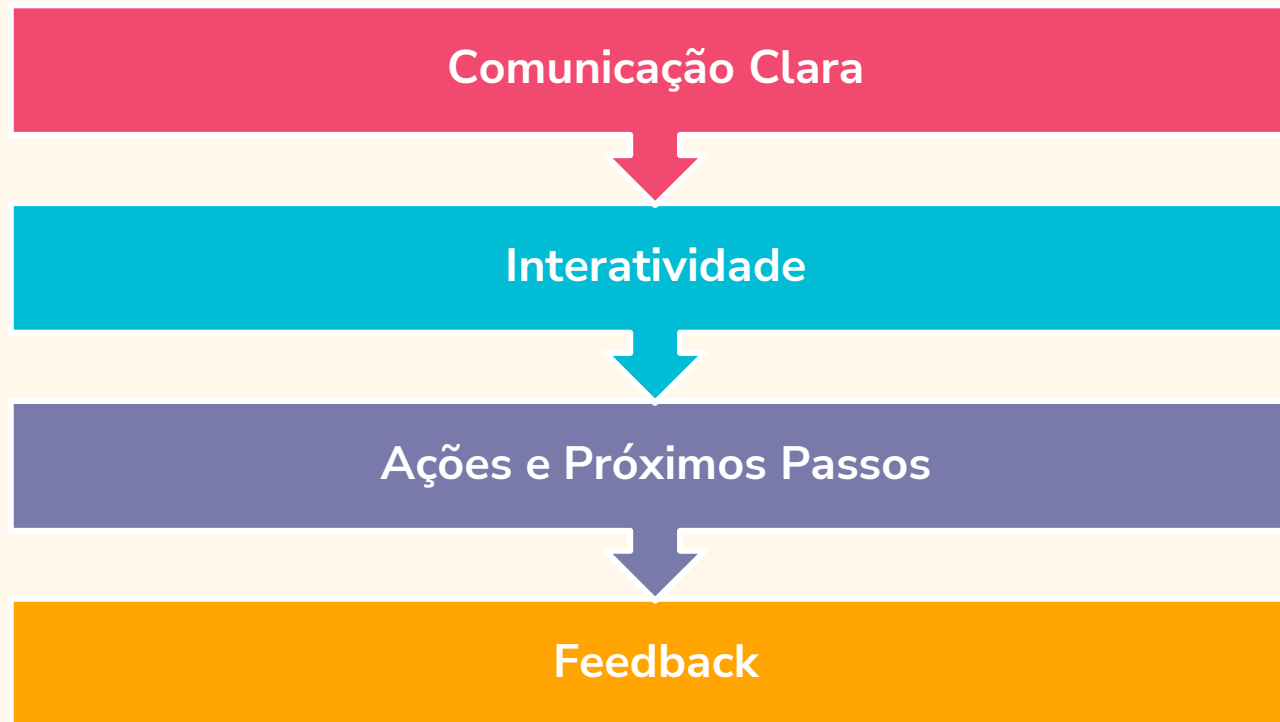 Comunicação Clara
Interatividade
Ações e Próximos Passos
Feedback